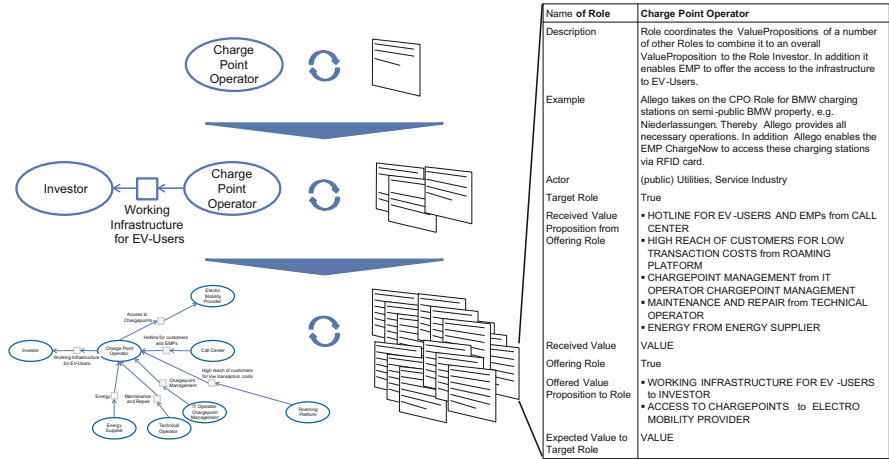 Charge
Point
Operator
Investor
Charge
Point
Operator
Working
Infrastructure
for EV-Users
Electro
Mobility
Provider
Access to
Chargepoints
Hotline for customers
and EMPs
Investor
Charge Point
Operator
Call Center
Working Infrastructure
for EV-Users
High reach of customers
for low transaction costs
Chargepoint
Management
Energy
Maintenance
and Repair
IT Operator
Chargepoint
Management
Roaming
Platform
Energy
Supplier
Technical
Operator
Name of Role Charge Point Operator
Description Role coordinates the ValuePropositions of a number
of other Roles to combine it to an overall
ValueProposition to the Role Investor. In addition it
enables EMP to offer the access to the infrastructure
to EV-Users.
Example Allego takes on the CPO Role for BMW charging
stations on semi-public BMW property, e.g.
Niederlassungen. Thereby Allego provides all
necessary operations. In addition Allego enables the
EMP ChargeNow to access these charging stations
via RFID card.
Actor (public) Utilities, Service Industry
Target Role True
Received Value ▪ HOTLINE FOR EV -USERS AND EMPs from CALL
Proposition from CENTER
Offering Role ▪ HIGH REACH OF CUSTOMERS FOR LOW
TRANSACTION COSTS from ROAMING
PLATFORM
▪ CHARGEPOINT MANAGEMENT from IT
OPERATOR CHARGEPOINT MANAGEMENT
▪ MAINTENANCE AND REPAIR from TECHNICAL
OPERATOR
▪ ENERGY FROM ENERGY SUPPLIER
Received Value VALUE
Offering Role True
Offered Value ▪ WORKING INFRASTRUCTURE FOR EV -USERS
Proposition to Role to INVESTOR
▪ ACCESS TO CHARGEPOINTS to ELECTRO
MOBILITY PROVIDER
Expected Value to VALUE
Target Role